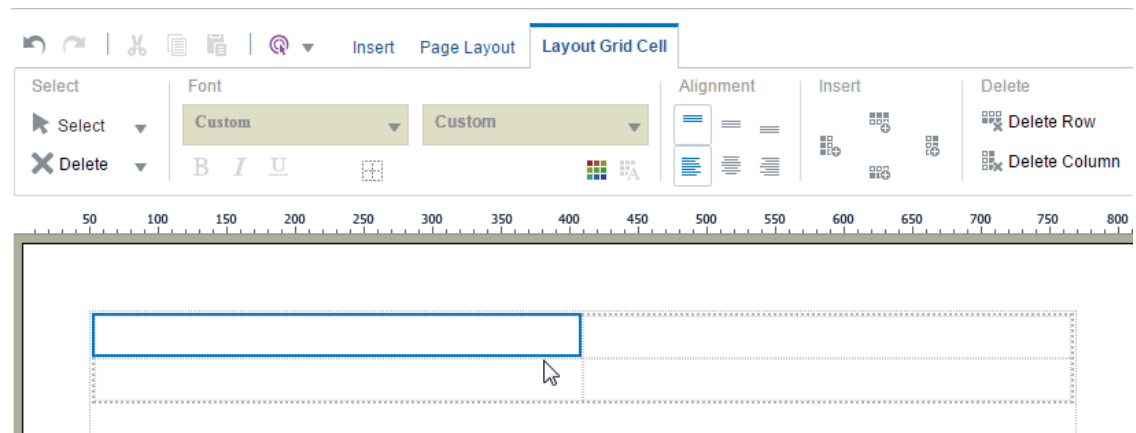 Insert Page Layout Layout Grid Cell
Select Font Alignment Insert Delete
Select Custom Custom Delete Row
Delete B I U A Delete Column
50 100 150 200 250 300 350 400 450 500 550 600 650 700 750 800